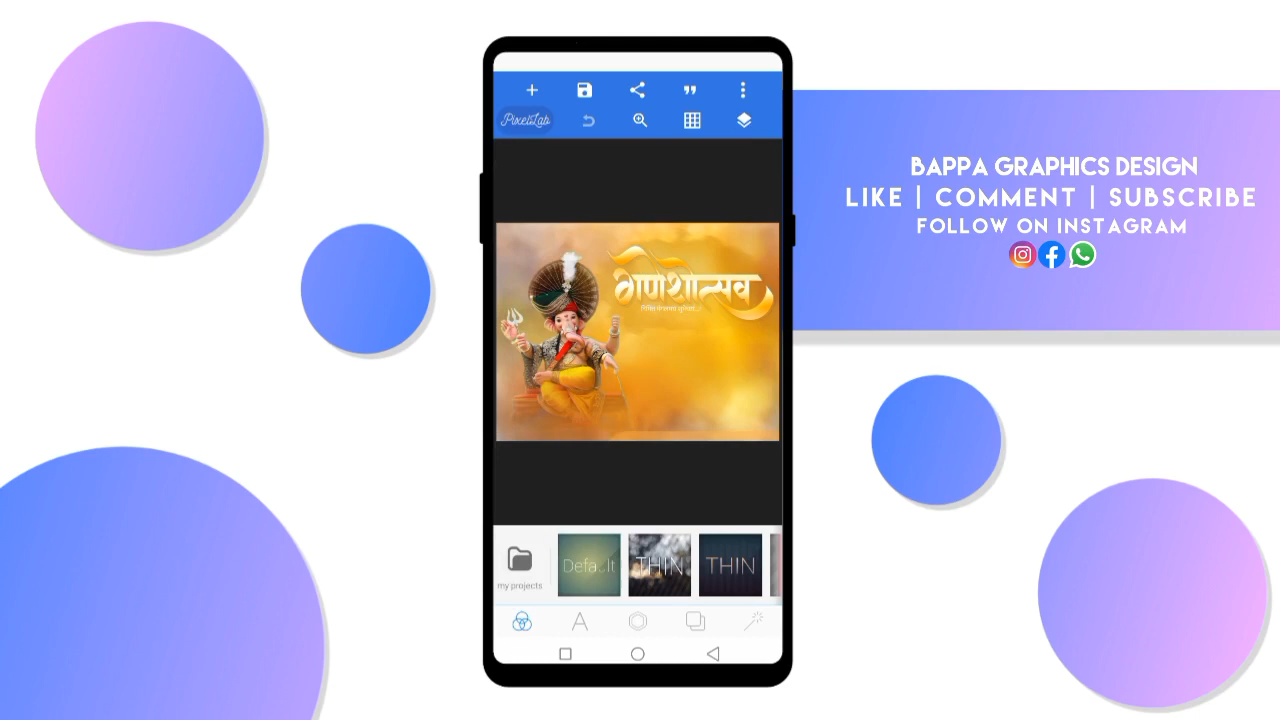 PixelLab
गणेशोत्सव
my projects
Default
THIN
THIN
BAPPA GRAPHICS DESIGN
LIKE | COMMENT | SUBSCRIBE
FOLLOW ON INSTAGRAM